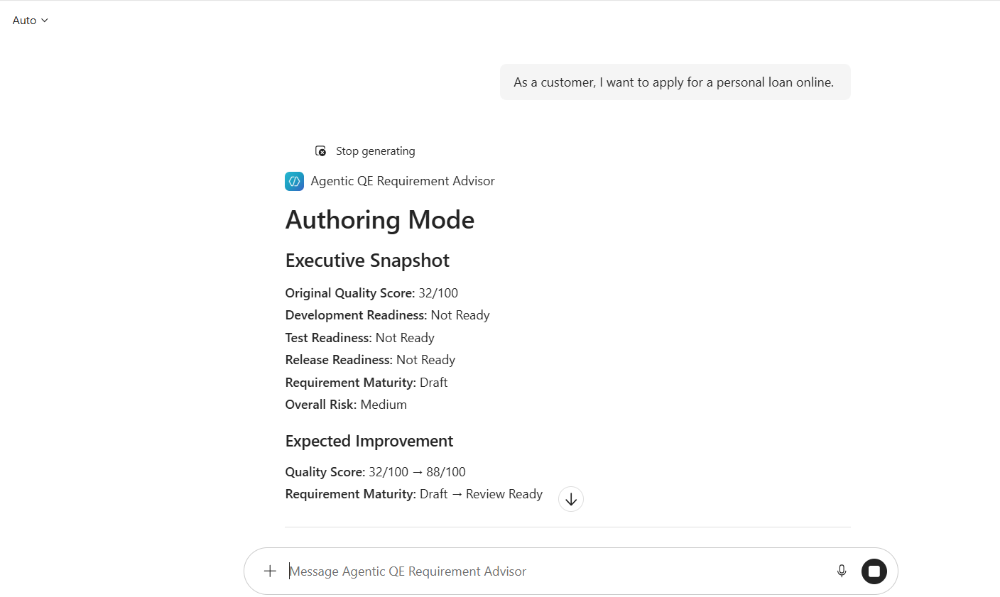 Auto
As a customer, I want to apply for a personal loan online.
Stop generating
Agentic QE Requirement Advisor
Authoring Mode
Executive Snapshot
Original Quality Score: 32/100
Development Readiness: Not Ready
Test Readiness: Not Ready
Release Readiness: Not Ready
Requirement Maturity: Draft
Overall Risk: Medium
Expected Improvement
Quality Score: 32/100 → 88/100
Requirement Maturity: Draft → Review Ready
Message Agentic QE Requirement Advisor